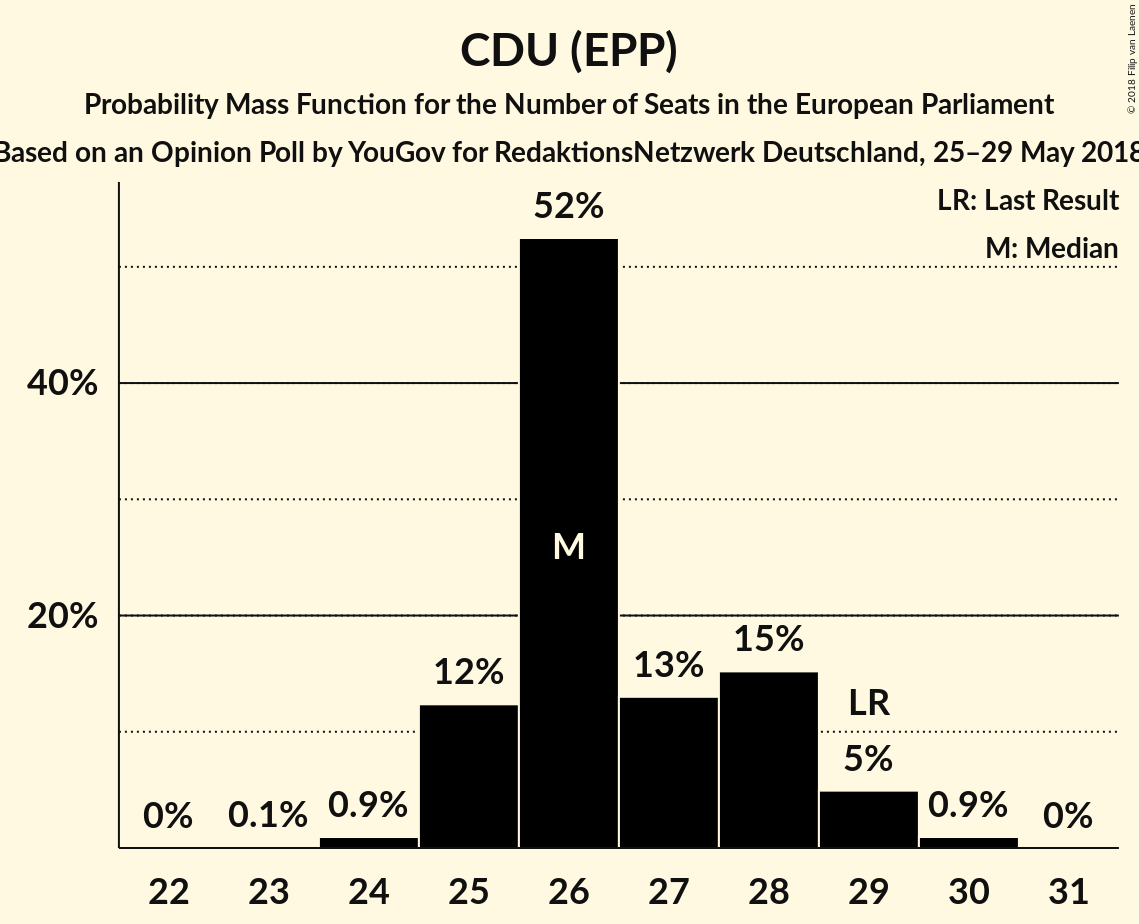 CDU (EPP)
Probability Mass Function for the Number of Seats in the European Parliament
Based on an Opinion Poll by YouGov for RedaktionsNetzwerk Deutschland, 25–29 May 2018
© 2018 Filip van Laenen
LR: Last Result
M: Median
52%
40%
M
20%
15%
13%
12%
LR
5%
0% 0.1% 0.9% 0.9% 0%
22 23 24 25 26 27 28 29 30 31